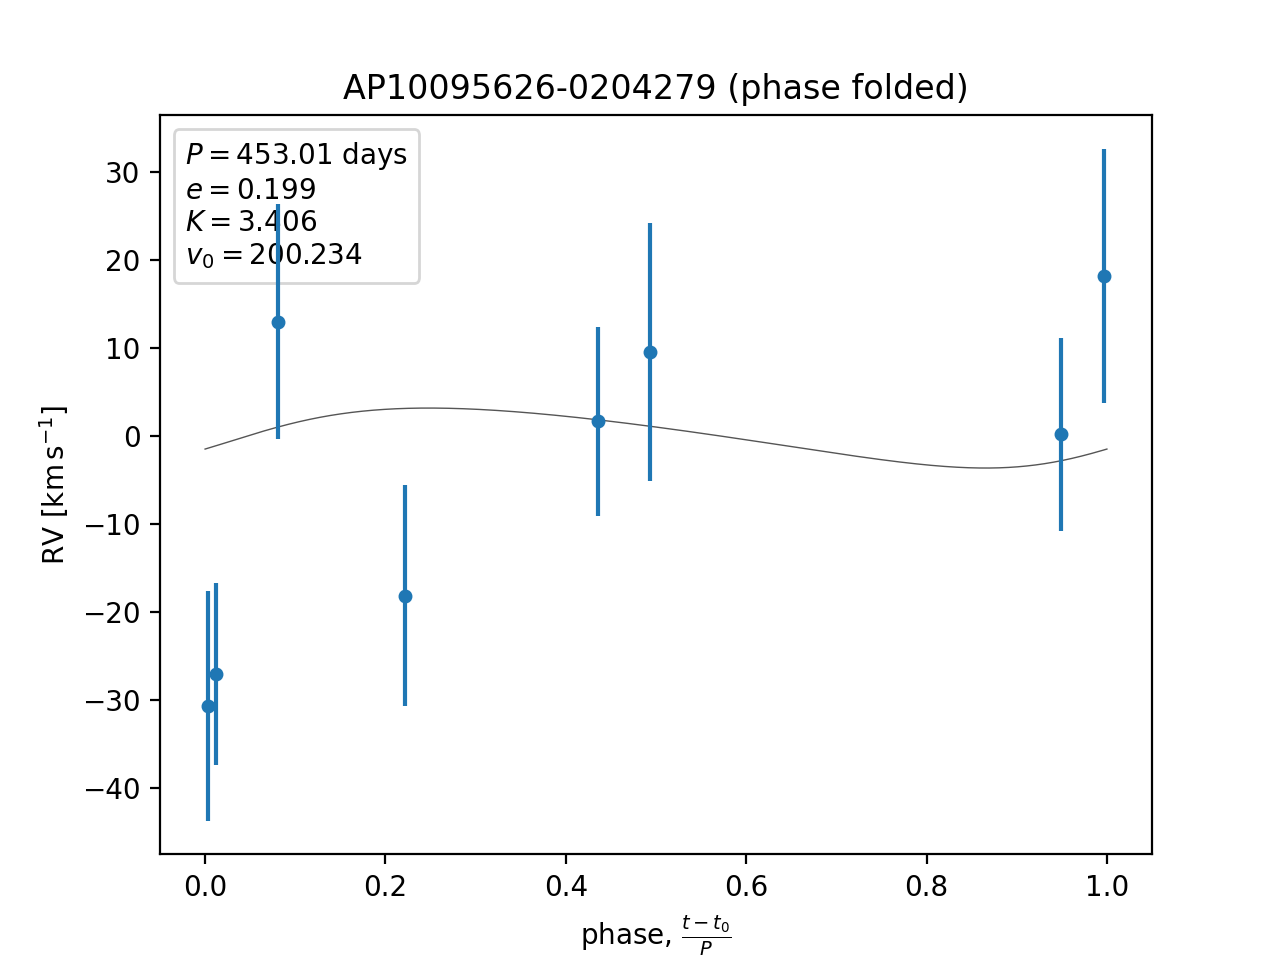 AP10095626-0204279 (phase folded)
P = 453.01 days
e = 0.199
K = 3.406
v₀ = 200.234
30
20
10
0
−10
−20
−30
−40
RV [km s⁻¹]
0.0 0.2 0.4 0.6 0.8 1.0
phase, (t − t₀)/P